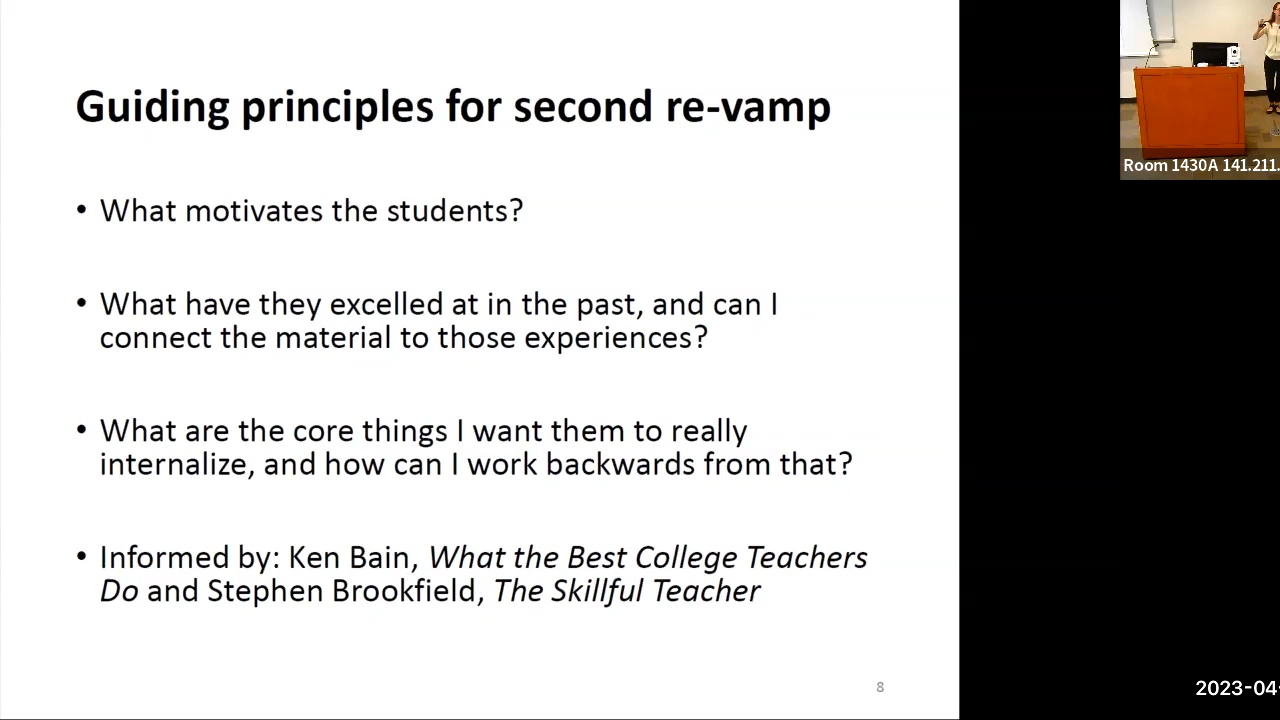 Guiding principles for second re-vamp
• What motivates the students?
• What have they excelled at in the past, and can I
connect the material to those experiences?
• What are the core things I want them to really
internalize, and how can I work backwards from that?
• Informed by: Ken Bain, What the Best College Teachers
Do and Stephen Brookfield, The Skillful Teacher
8
Room 1430A 141.211.
2023-04-